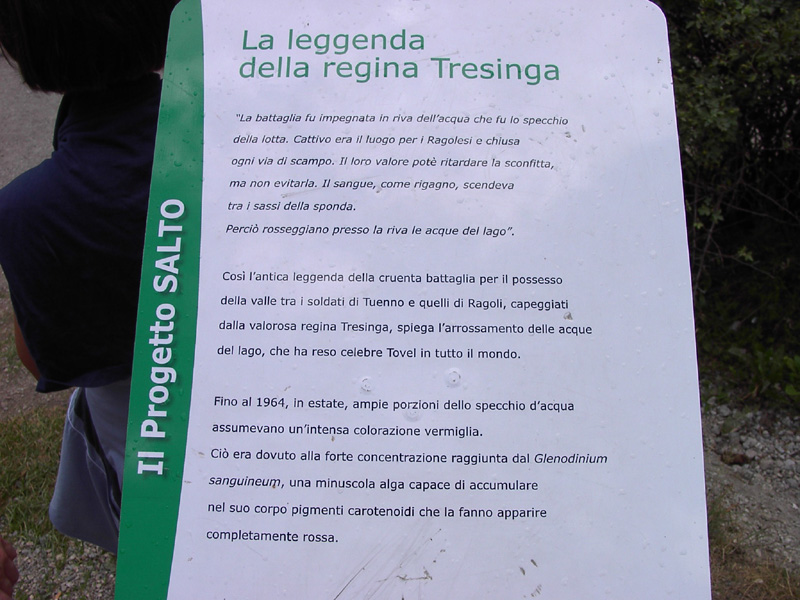 La leggenda
della regina Tresinga
"La battaglia fu impegnata in riva dell'acqua che fu lo specchio
della lotta. Cattivo era il luogo per i Ragolesi e chiusa
ogni via di scampo. Il loro valore potè ritardare la sconfitta,
ma non evitarla. Il sangue, come rigagno, scendeva
tra i sassi della sponda.
Perciò rosseggiano presso la riva le acque del lago".
Così l'antica leggenda della cruenta battaglia per il possesso
della valle tra i soldati di Tuenno e quelli di Ragoli, capeggiati
dalla valorosa regina Tresinga, spiega l'arrossamento delle acque
del lago, che ha reso celebre Tovel in tutto il mondo.
Fino al 1964, in estate, ampie porzioni dello specchio d'acqua
assumevano un'intensa colorazione vermiglia.
Ciò era dovuto alla forte concentrazione raggiunta dal Glenodinium
sanguineum, una minuscola alga capace di accumulare
nel suo corpo pigmenti carotenoidi che la fanno apparire
completamente rossa.
Il Progetto SALTO